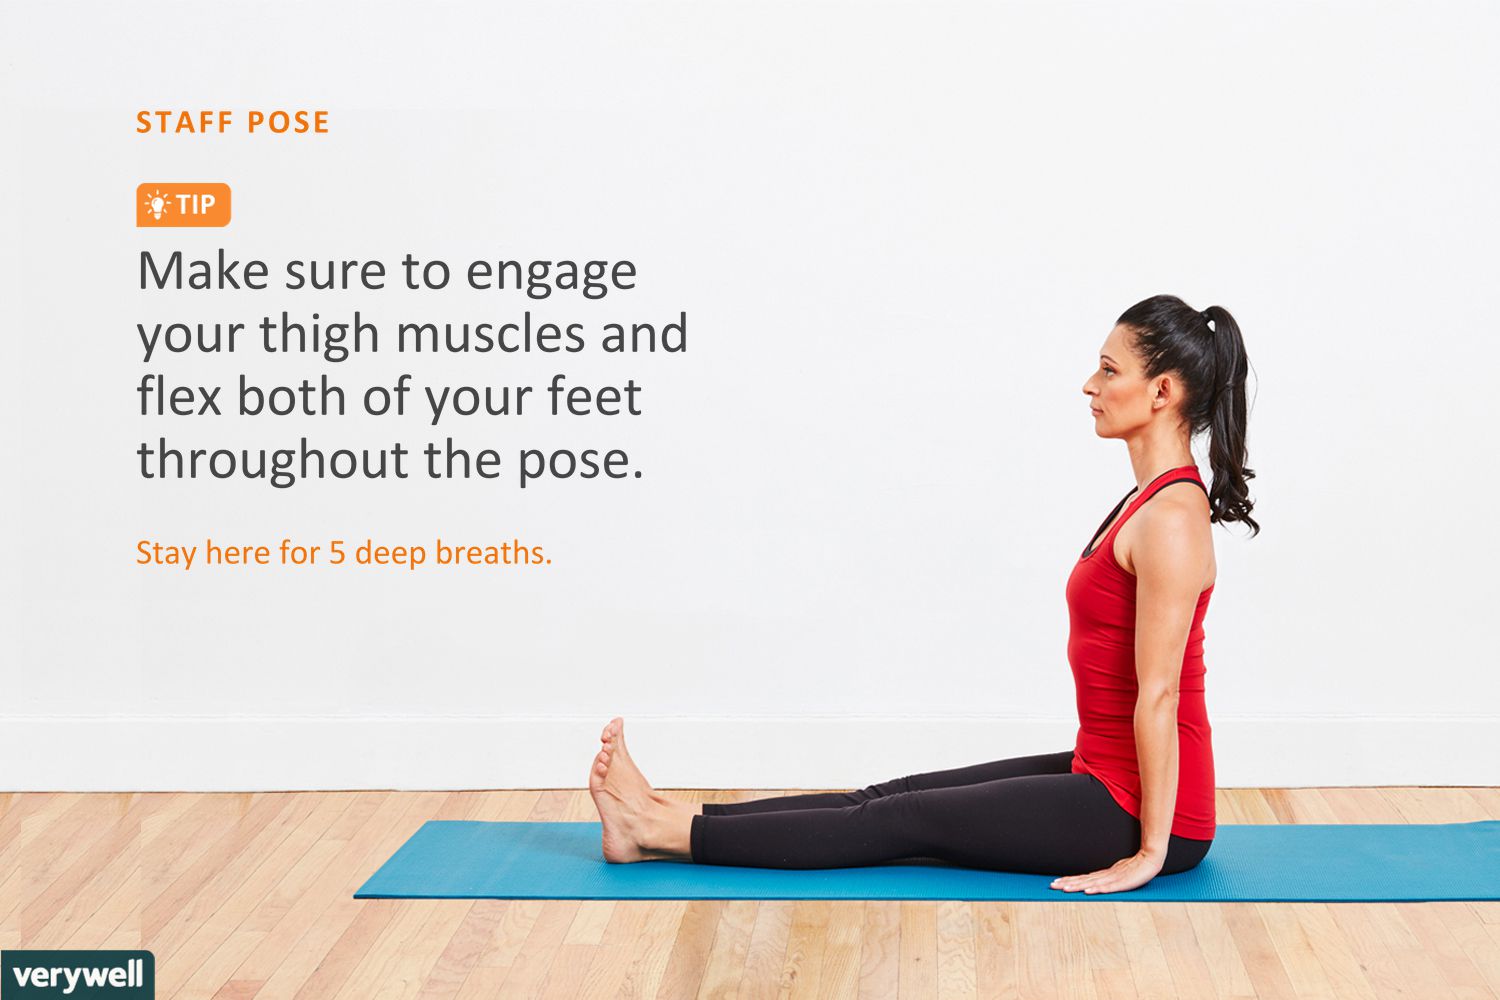 STAFF POSE
TIP
Make sure to engage
your thigh muscles and
flex both of your feet
throughout the pose.
Stay here for 5 deep breaths.
verywell